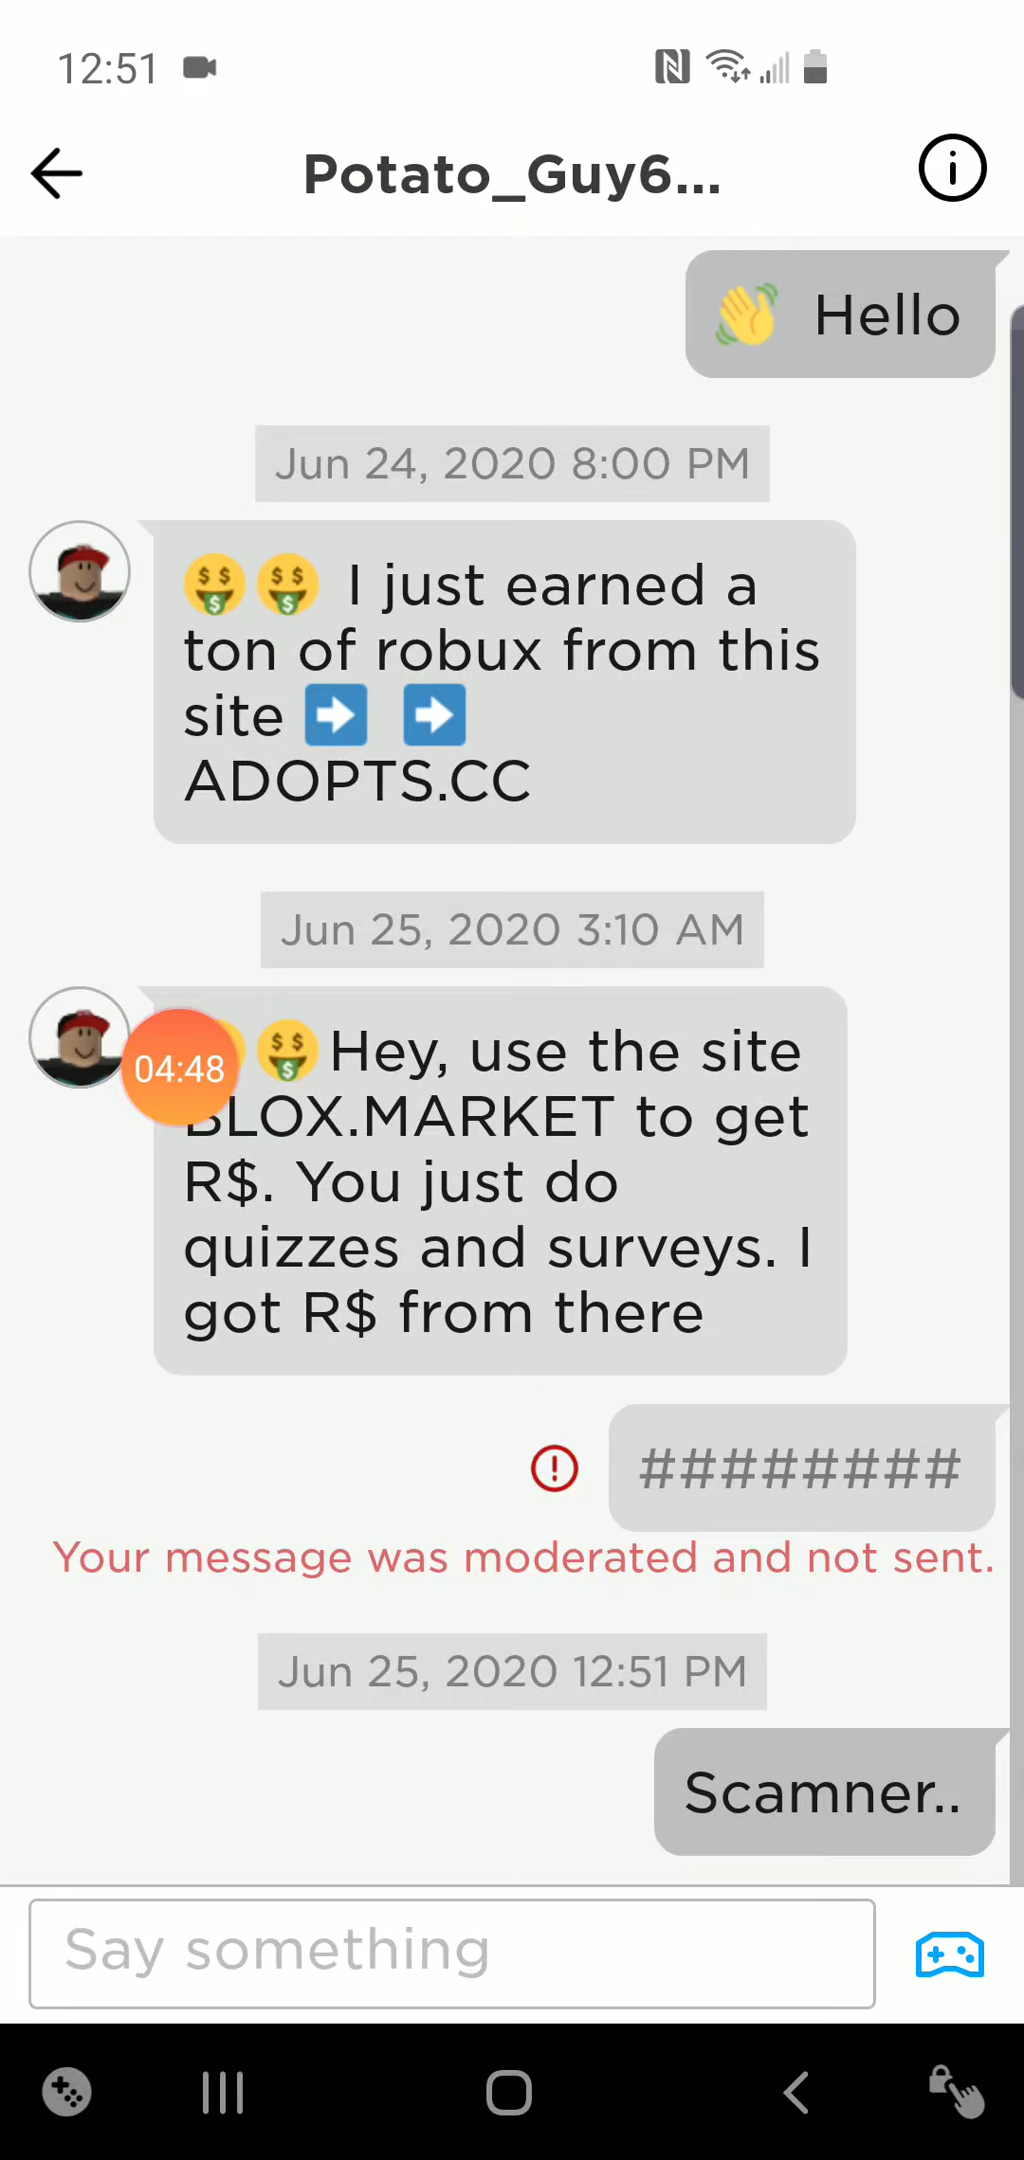 12:51
Potato_Guy6...
👋 Hello
Jun 24, 2020 8:00 PM
🤑🤑 I just earned a
ton of robux from this
site ➡️ ➡️
ADOPTS.CC
Jun 25, 2020 3:10 AM
🤑Hey, use the site
04:48
BLOX.MARKET to get
R$. You just do
quizzes and surveys. I
got R$ from there
########
Your message was moderated and not sent.
Jun 25, 2020 12:51 PM
Scamner..
Say something